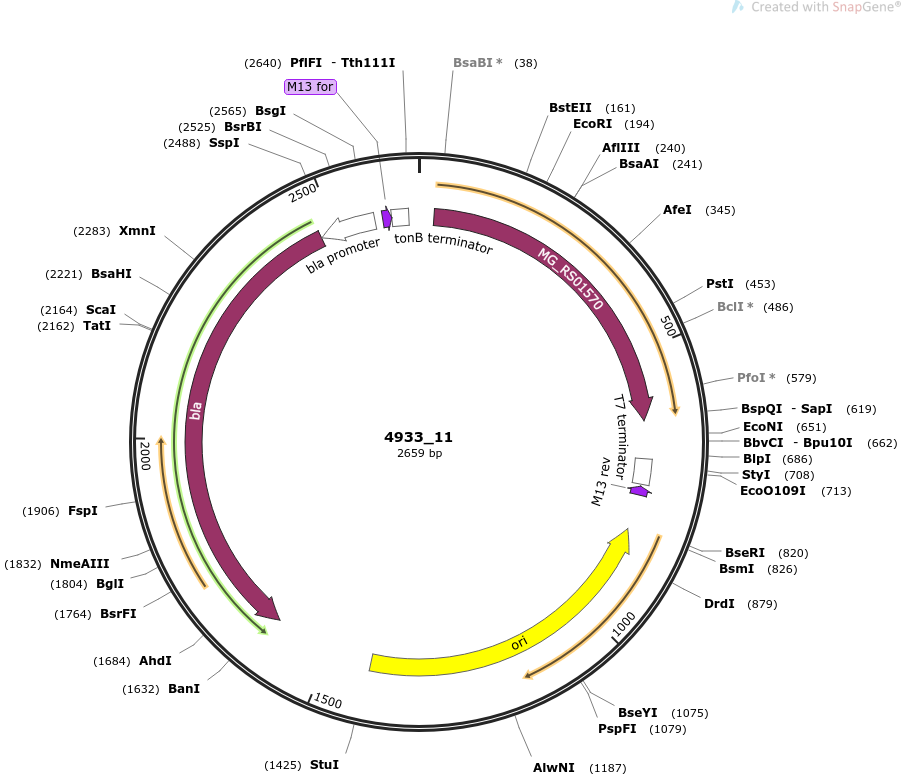 Created with SnapGene®
(2640) PflFI - Tth111I
BsaBI * (38)
M13 for
(2565) BsgI
(2525) BsrBI
(2488) SspI
BstEII (161)
EcoRI (194)
AflIII (240)
BsaAI (241)
2500
AfeI (345)
(2283) XmnI
(2221) BsaHI
(2164) ScaI
(2162) TatI
bla promoter
tonB terminator
MG_RS01570
PstI (453)
BclI * (486)
500
PfoI * (579)
BspQI - SapI (619)
EcoNI (651)
BbvCI - Bpu10I (662)
BlpI (686)
StyI (708)
EcoO109I (713)
T7 terminator
M13 rev
bla
4933_11
2659 bp
2000
(1906) FspI
(1832) NmeAIII
(1804) BglI
(1764) BsrFI
(1684) AhdI
(1632) BanI
BseRI (820)
BsmI (826)
DrdI (879)
1000
ori
1500
BseYI (1075)
PspFI (1079)
(1425) StuI
AlwNI (1187)